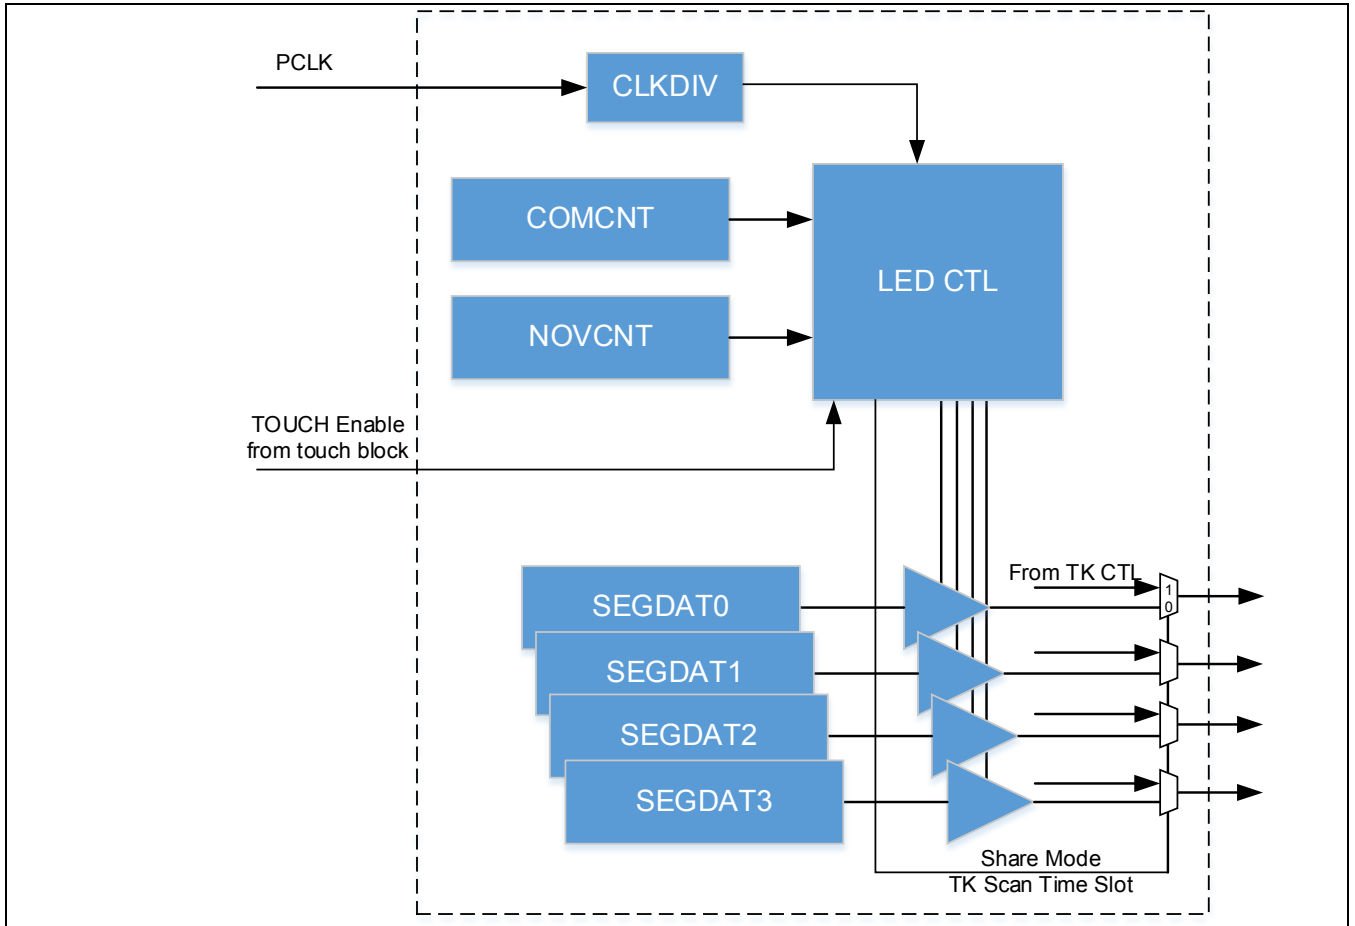 PCLK
CLKDIV
COMCNT
LED CTL
NOVCNT
TOUCH Enable
from touch block
From TK CTL
1
0
SEGDAT0
SEGDAT1
SEGDAT2
SEGDAT3
Share Mode
TK Scan Time Slot